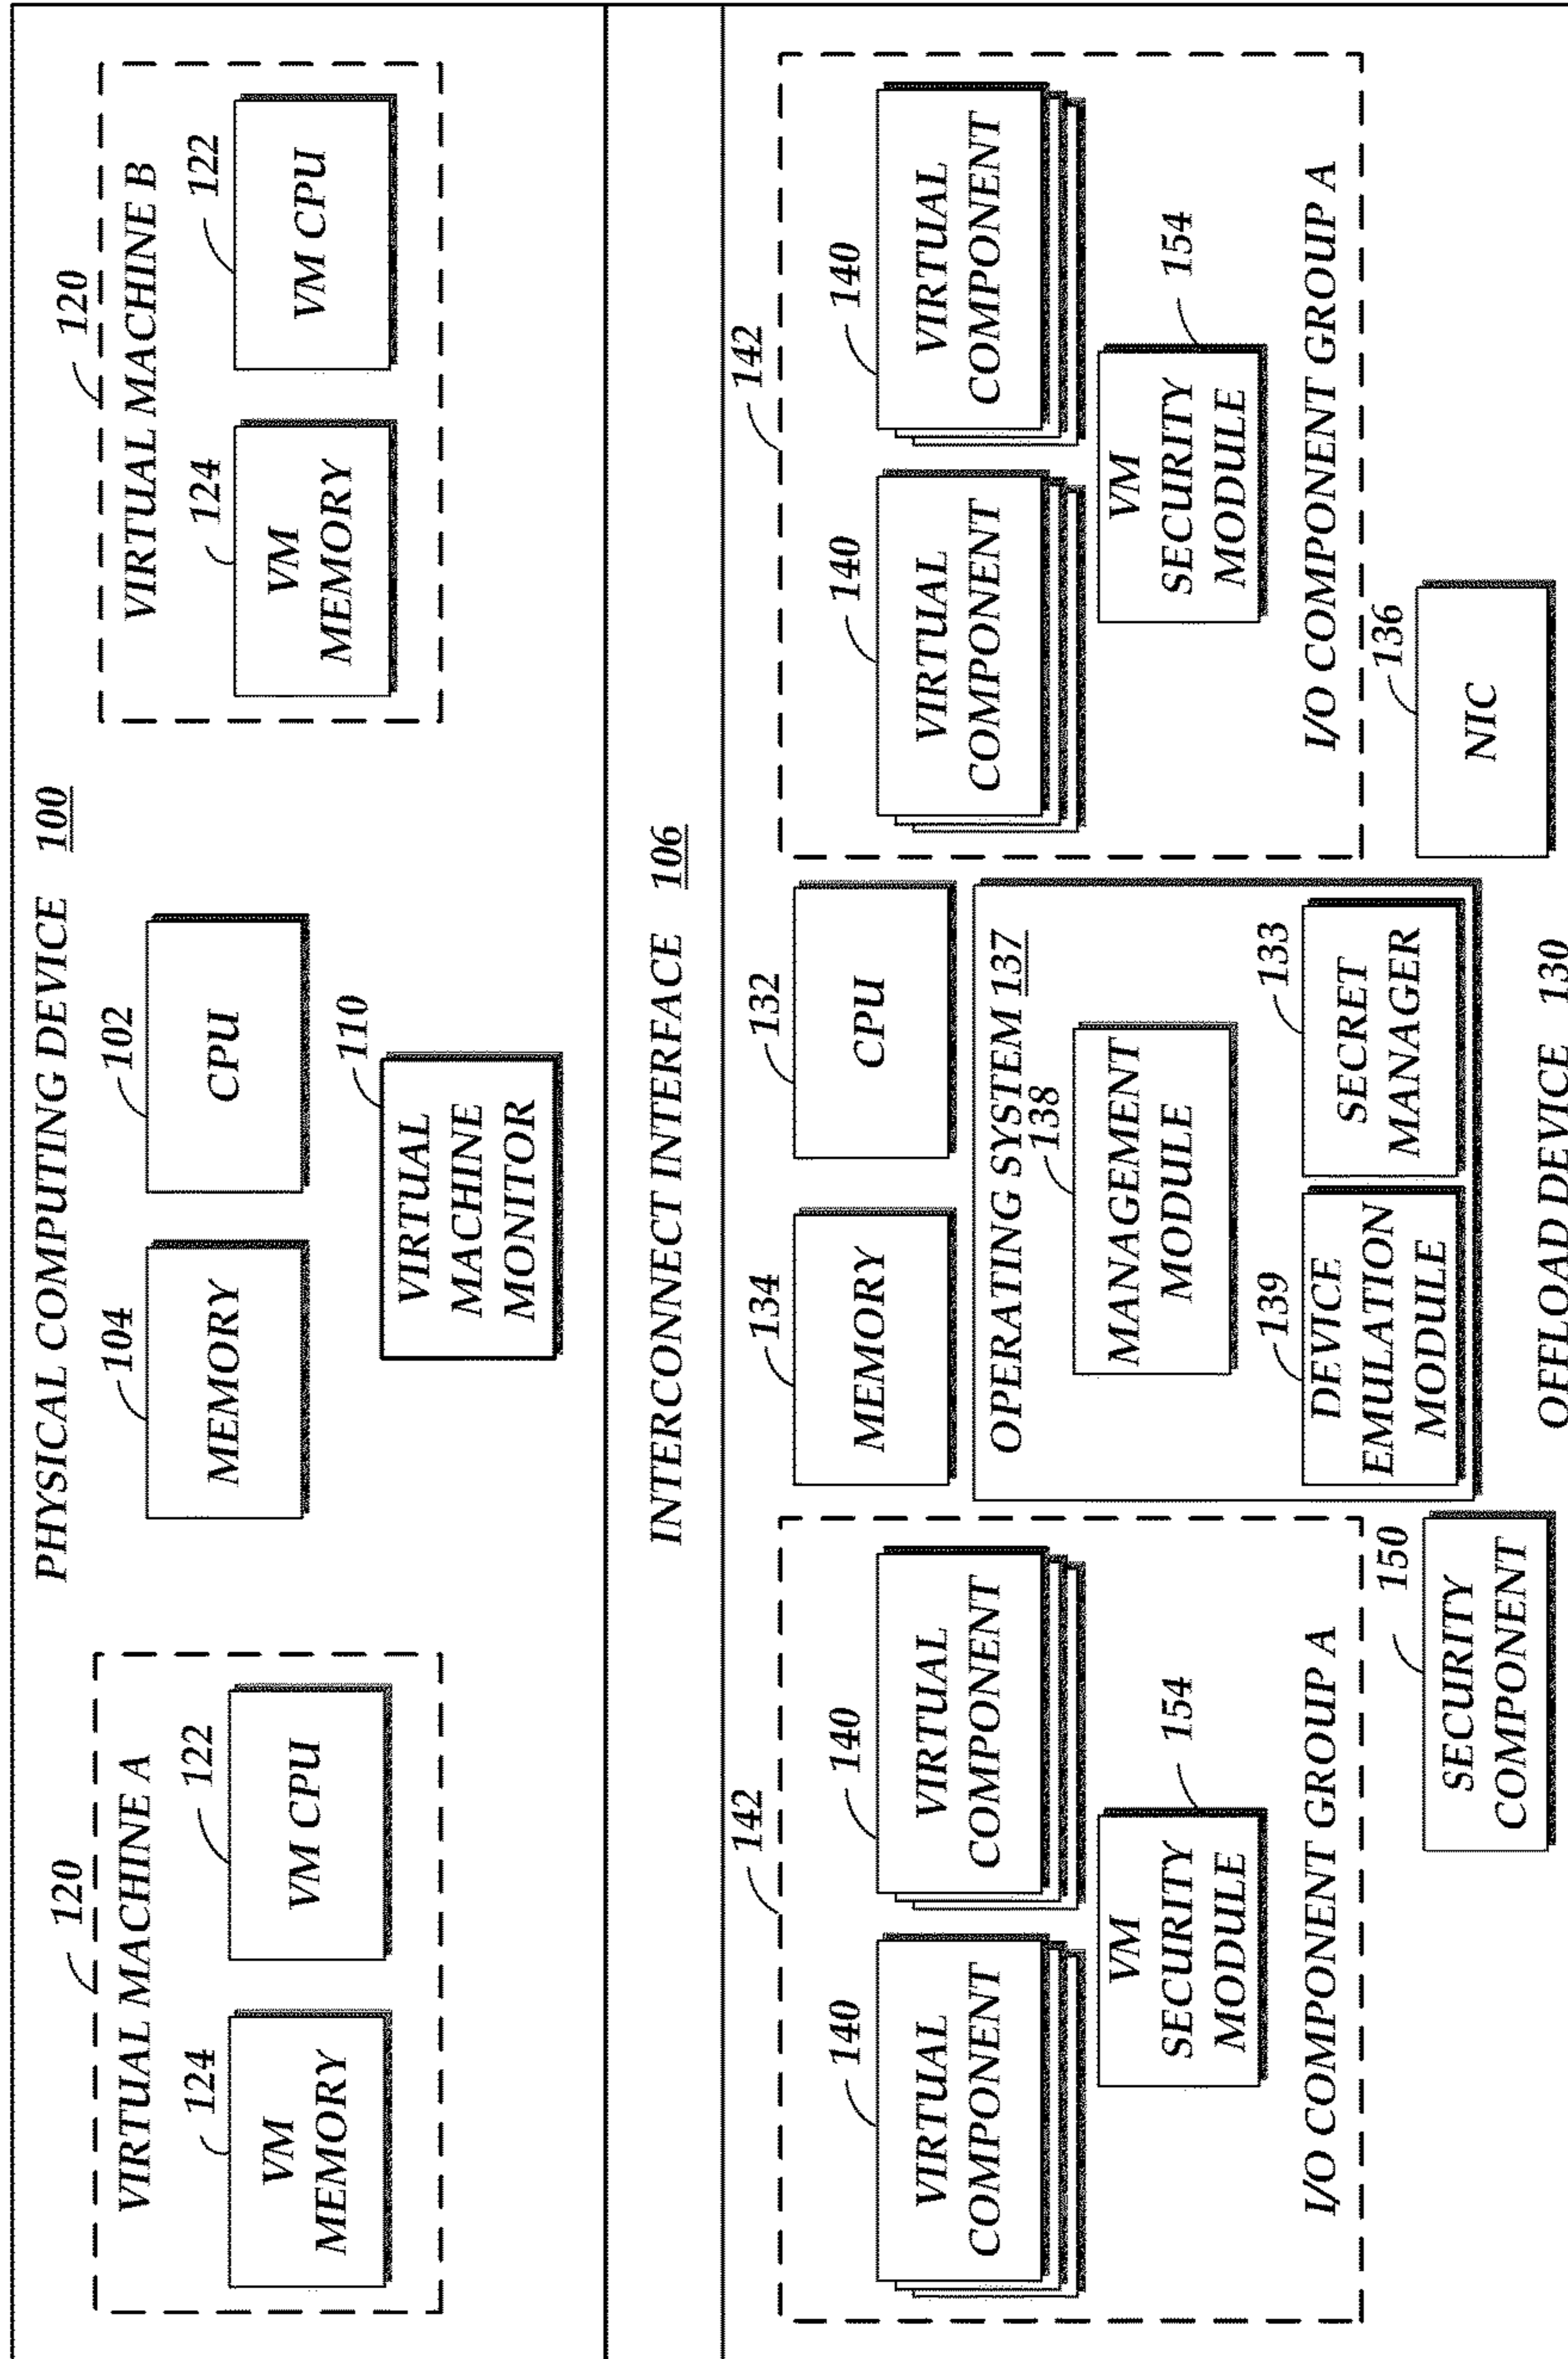 PHYSICAL COMPUTING DEVICE 100
120
VIRTUAL MACHINE A
124
VM
MEMORY
122
VM CPU
104
MEMORY
102
CPU
110
VIRTUAL
MACHINE
MONITOR
120
VIRTUAL MACHINE B
124
VM
MEMORY
122
VM CPU
INTERCONNECT INTERFACE 106
142
140
VIRTUAL
COMPONENT
140
VIRTUAL
COMPONENT
154
VM
SECURITY
MODULE
I/O COMPONENT GROUP A
150
SECURITY
COMPONENT
134
MEMORY
132
CPU
OPERATING SYSTEM 137
138
MANAGEMENT
MODULE
139
DEVICE
EMULATION
MODULE
133
SECRET
MANAGER
142
140
VIRTUAL
COMPONENT
140
VIRTUAL
COMPONENT
154
VM
SECURITY
MODULE
I/O COMPONENT GROUP A
136
NIC
OFFLOAD DEVICE 130